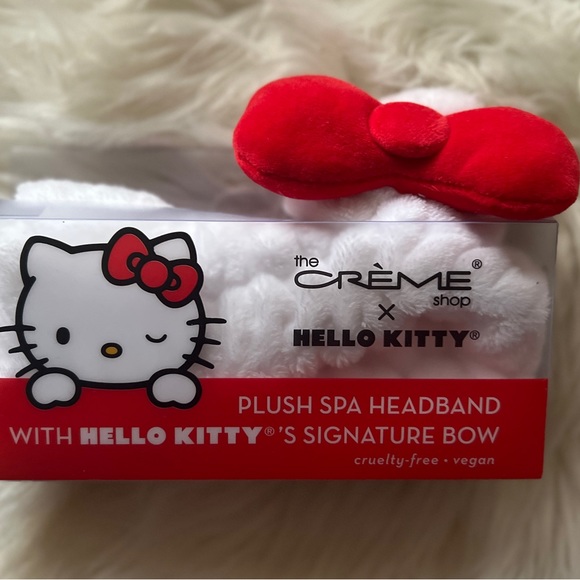 the
CRÈME®
shop
×
HELLO KITTY®
PLUSH SPA HEADBAND
WITH HELLO KITTY®'S SIGNATURE BOW
cruelty-free • vegan